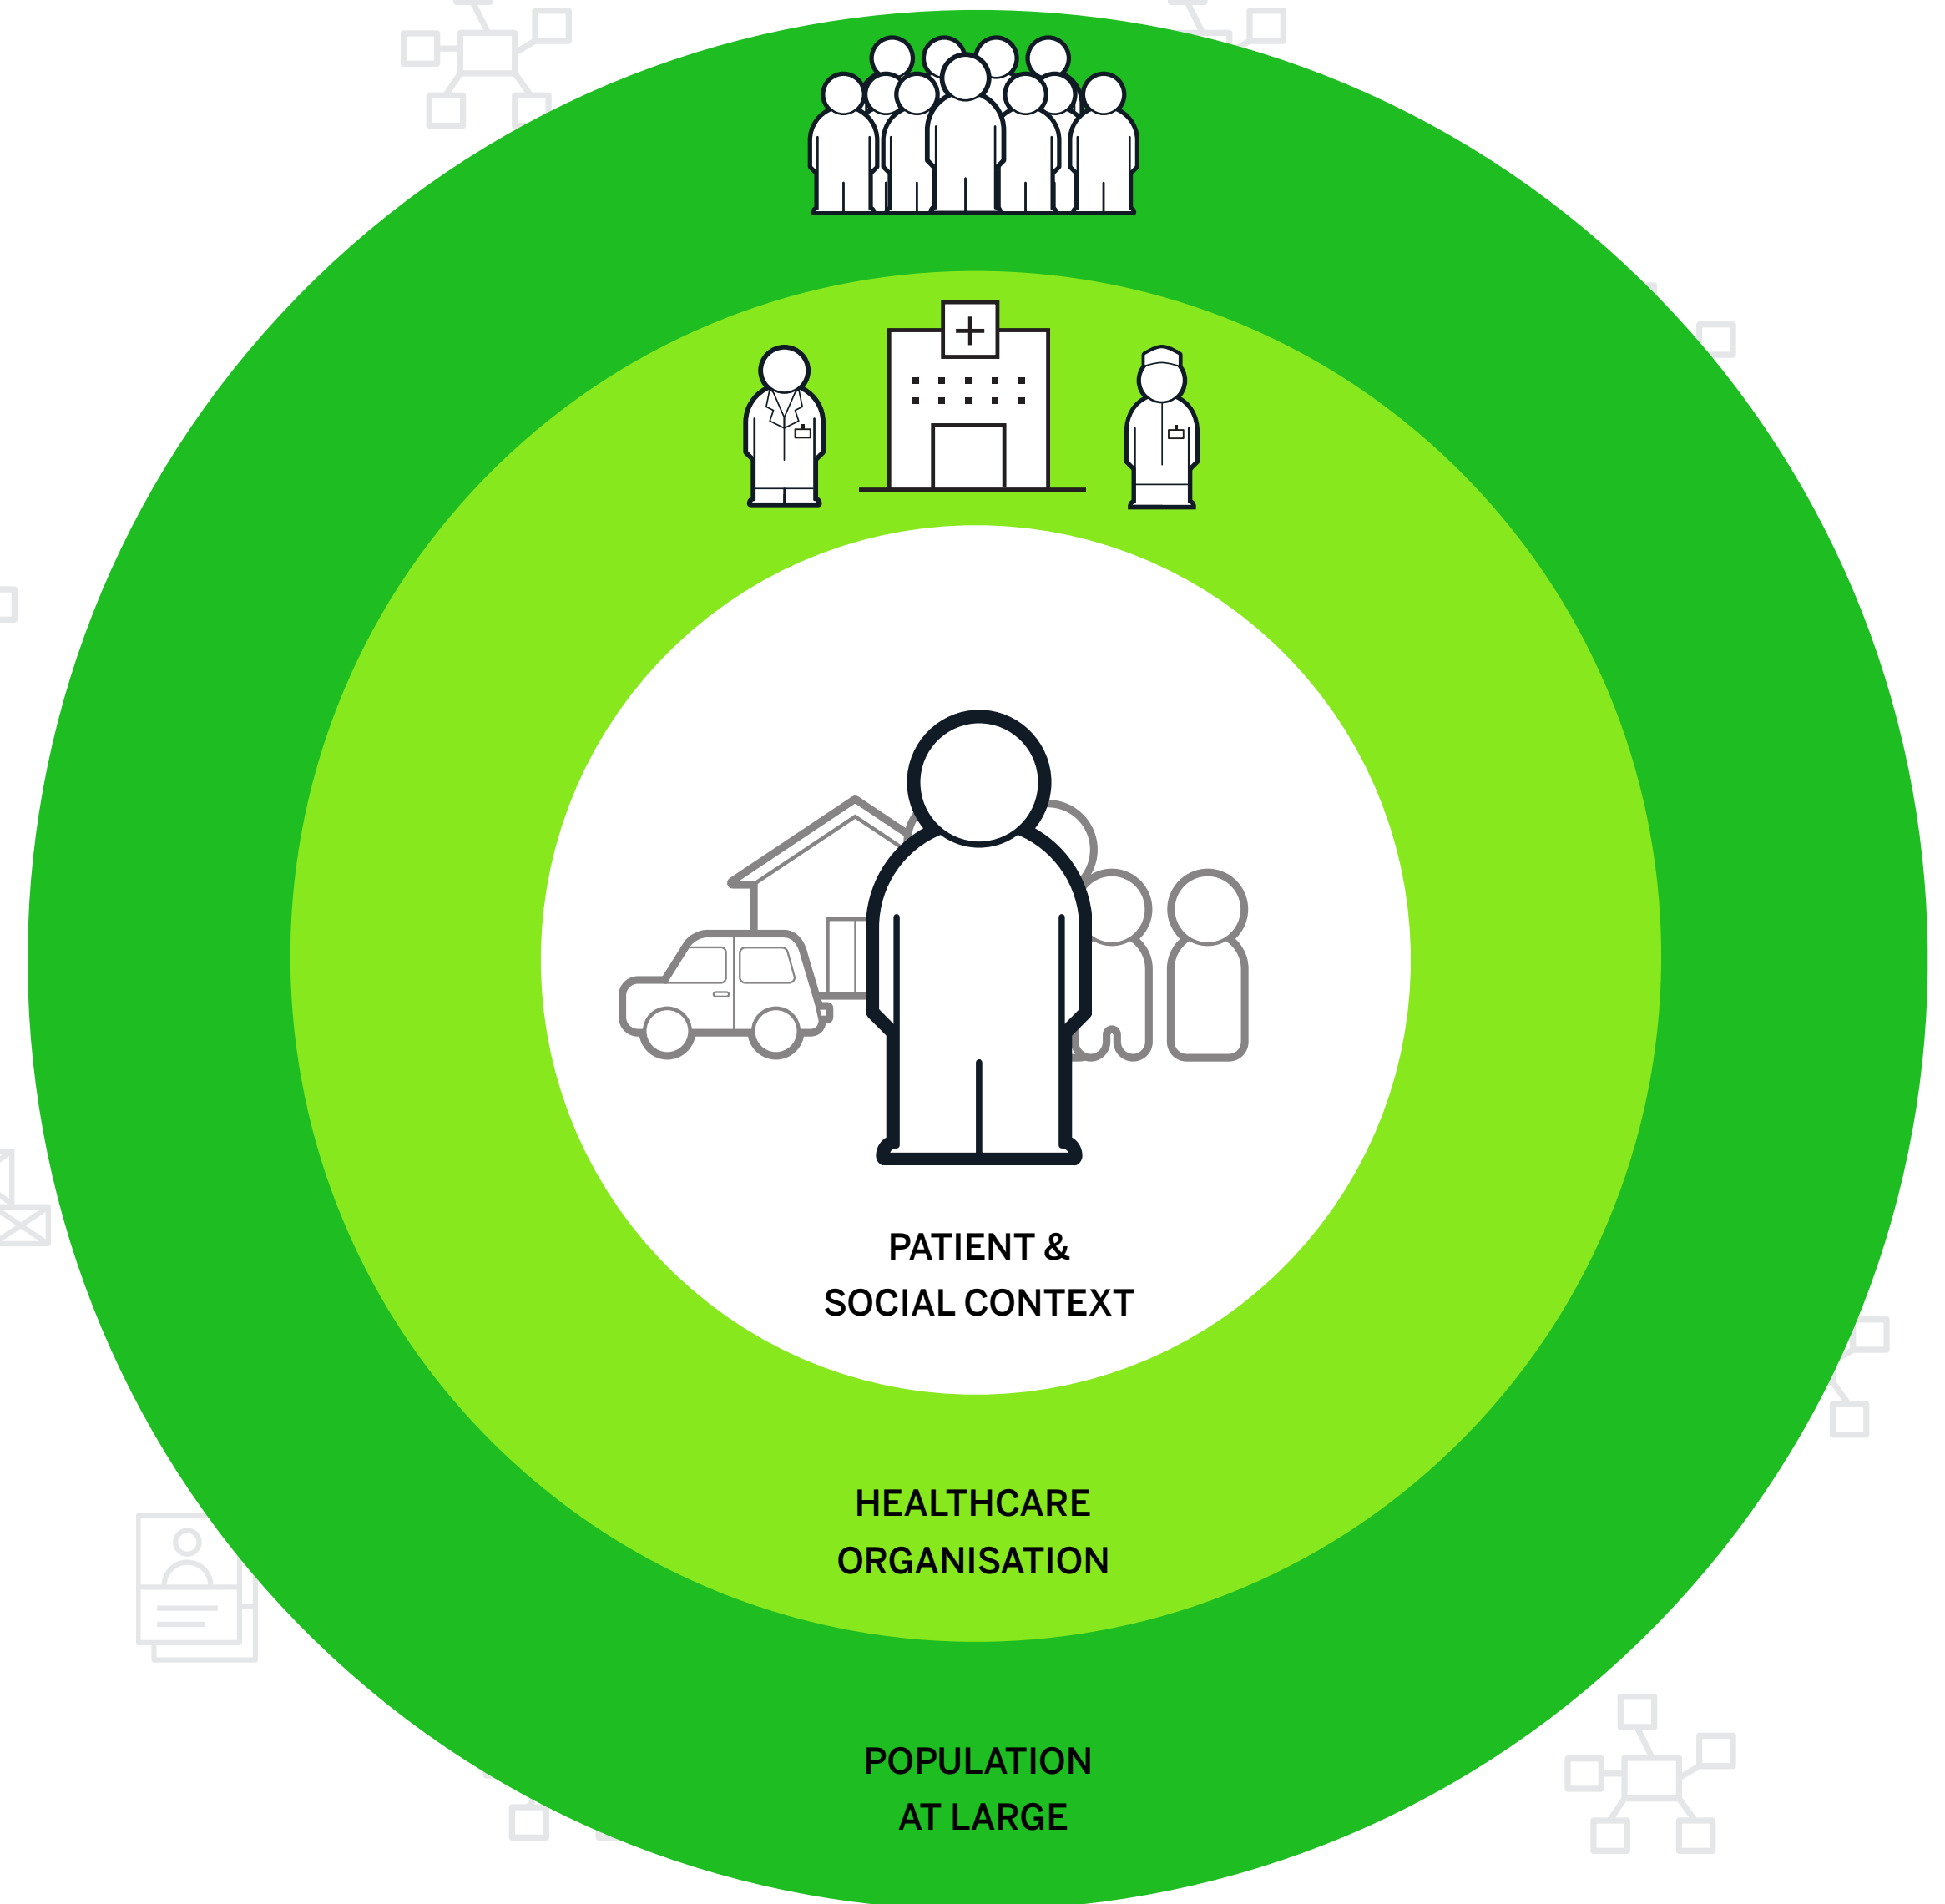 PATIENT &
SOCIAL CONTEXT
HEALTHCARE
ORGANISATION
POPULATION
AT LARGE